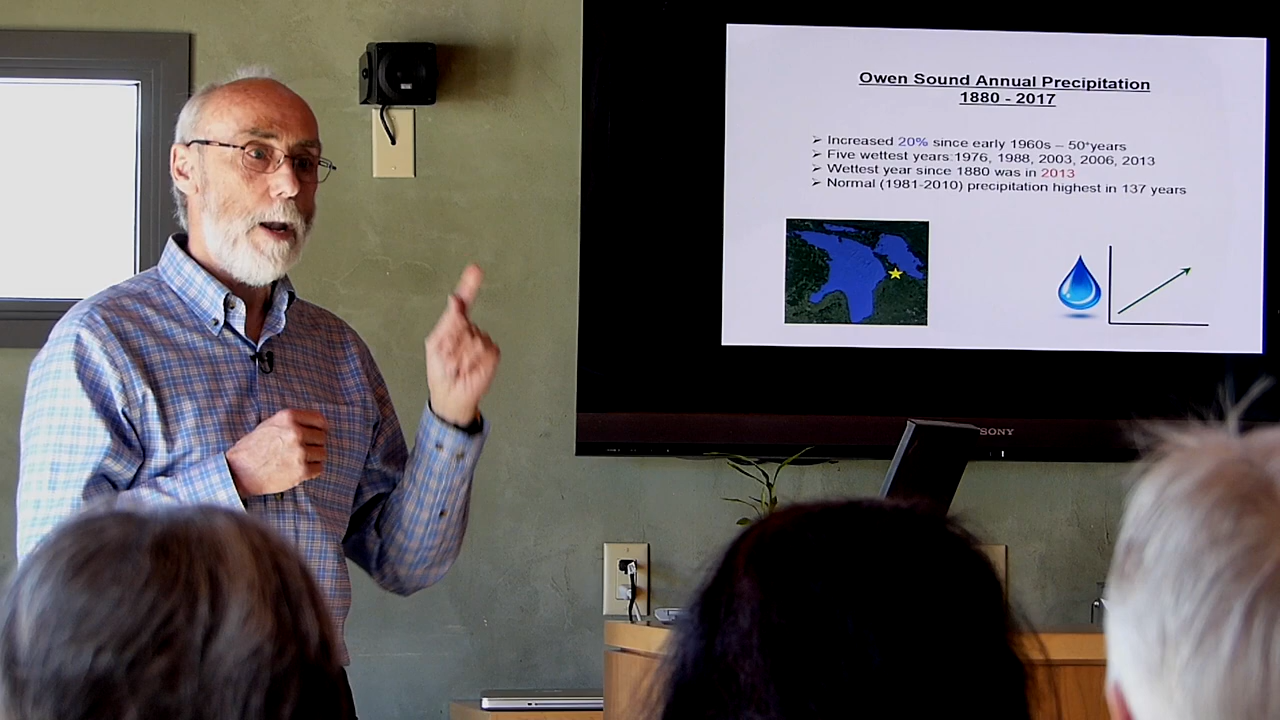 Owen Sound Annual Precipitation
1880 - 2017
➢ Increased 20% since early 1960s – 50⁺years
➢ Five wettest years: 1976, 1988, 2003, 2006, 2013
➢ Wettest year since 1880 was in 2013
➢ Normal (1981-2010) precipitation highest in 137 years
SONY